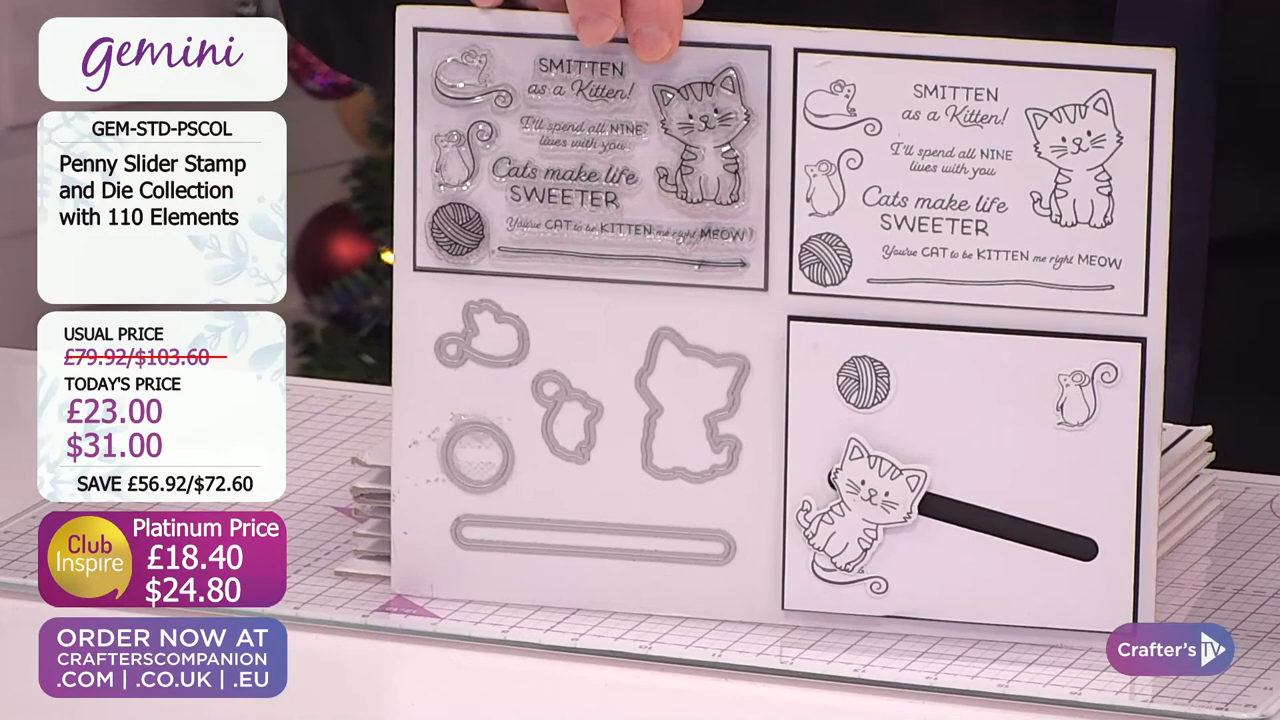 gemini
GEM-STD-PSCOL
Penny Slider Stamp
and Die Collection
with 110 Elements
USUAL PRICE
£79.92/$103.60
TODAY'S PRICE
£23.00
$31.00
SAVE £56.92/$72.60
Club
Inspire
Platinum Price
£18.40
$24.80
ORDER NOW AT
CRAFTERSCOMPANION
.COM | .CO.UK | .EU
SMITTEN
as a Kitten!
I'll spend all NINE
lives with you
Cats make life
SWEETER
You've CAT to be KITTEN me right MEOW
SMITTEN
as a Kitten!
I'll spend all NINE
lives with you
Cats make life
SWEETER
You've CAT to be KITTEN me right MEOW
Crafter's TV